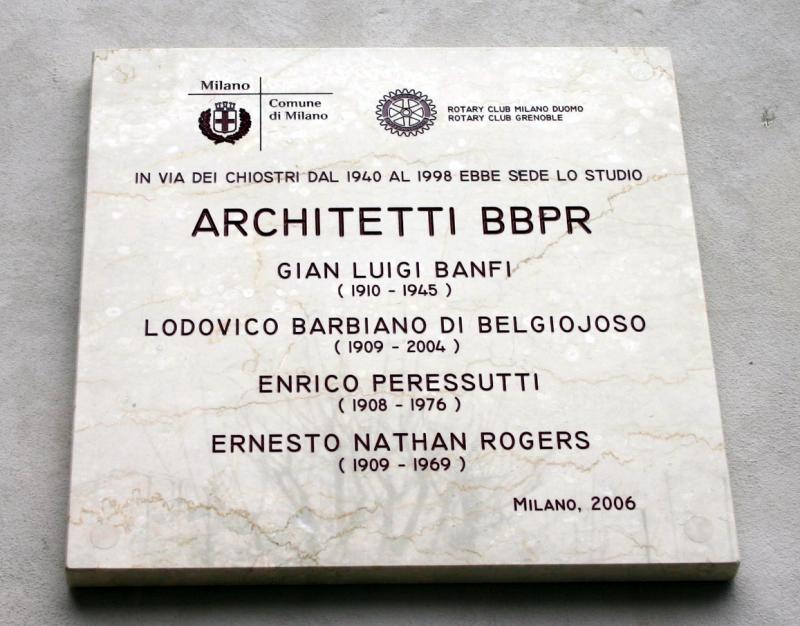 Milano
Comune
di Milano
ROTARY CLUB MILANO DUOMO
ROTARY CLUB GRENOBLE
IN VIA DEI CHIOSTRI DAL 1940 AL 1998 EBBE SEDE LO STUDIO
ARCHITETTI BBPR
GIAN LUIGI BANFI
( 1910 - 1945 )
LODOVICO BARBIANO DI BELGIOJOSO
( 1909 - 2004 )
ENRICO PERESSUTTI
( 1908 - 1976 )
ERNESTO NATHAN ROGERS
( 1909 - 1969 )
MILANO, 2006